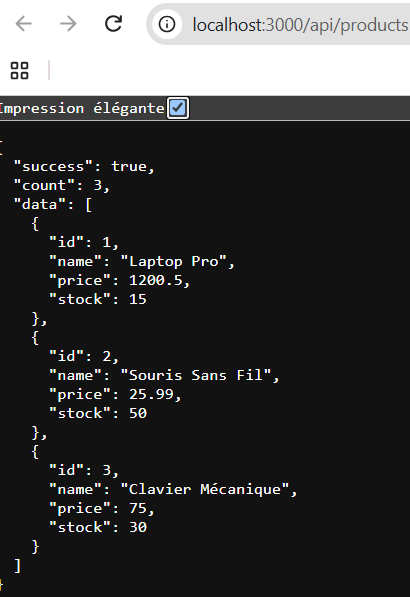 localhost:3000/api/products
Impression élégante
{
"success": true,
"count": 3,
"data": [
{
"id": 1,
"name": "Laptop Pro",
"price": 1200.5,
"stock": 15
},
{
"id": 2,
"name": "Souris Sans Fil",
"price": 25.99,
"stock": 50
},
{
"id": 3,
"name": "Clavier Mécanique",
"price": 75,
"stock": 30
}
]
}